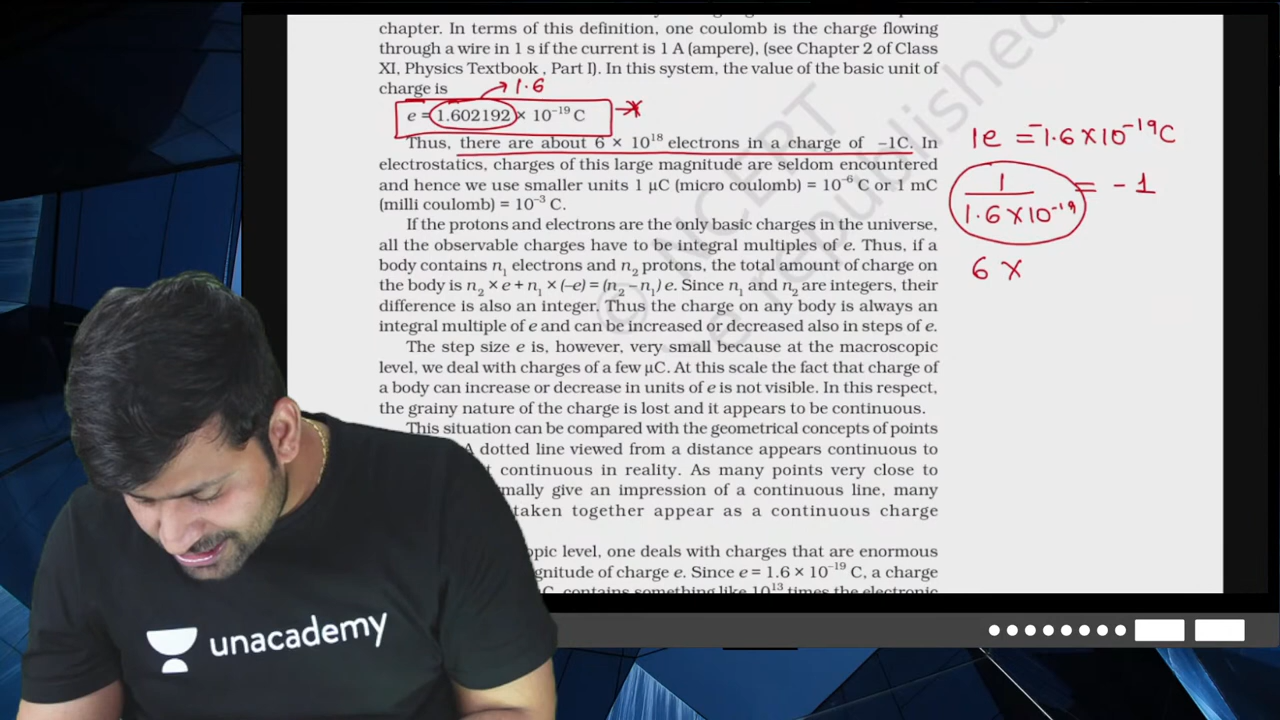 chapter. In terms of this definition, one coulomb is the charge flowing
through a wire in 1 s if the current is 1 A (ampere), (see Chapter 2 of Class
XI, Physics Textbook , Part I). In this system, the value of the basic unit of
charge is
1.6
e = 1.602192 × 10⁻¹⁹ C
Thus, there are about 6 × 10¹⁸ electrons in a charge of –1C. In
electrostatics, charges of this large magnitude are seldom encountered
and hence we use smaller units 1 μC (micro coulomb) = 10⁻⁶ C or 1 mC
(milli coulomb) = 10⁻³ C.
If the protons and electrons are the only basic charges in the universe,
all the observable charges have to be integral multiples of e. Thus, if a
body contains n₁ electrons and n₂ protons, the total amount of charge on
the body is n₂ × e + n₁ × (–e) = (n₂ – n₁) e. Since n₁ and n₂ are integers, their
difference is also an integer. Thus the charge on any body is always an
integral multiple of e and can be increased or decreased also in steps of e.
The step size e is, however, very small because at the macroscopic
level, we deal with charges of a few μC. At this scale the fact that charge of
a body can increase or decrease in units of e is not visible. In this respect,
the grainy nature of the charge is lost and it appears to be continuous.
This situation can be compared with the geometrical concepts of points
A dotted line viewed from a distance appears continuous to
continuous in reality. As many points very close to
mally give an impression of a continuous line, many
taken together appear as a continuous charge
opic level, one deals with charges that are enormous
gnitude of charge e. Since e = 1.6 × 10⁻¹⁹ C, a charge
C, contains something like 10¹³ times the electronic
1e = -1.6×10⁻¹⁹C
1
1.6×10⁻¹⁹ = -1
6 ×
© NCERT
be republished
unacademy